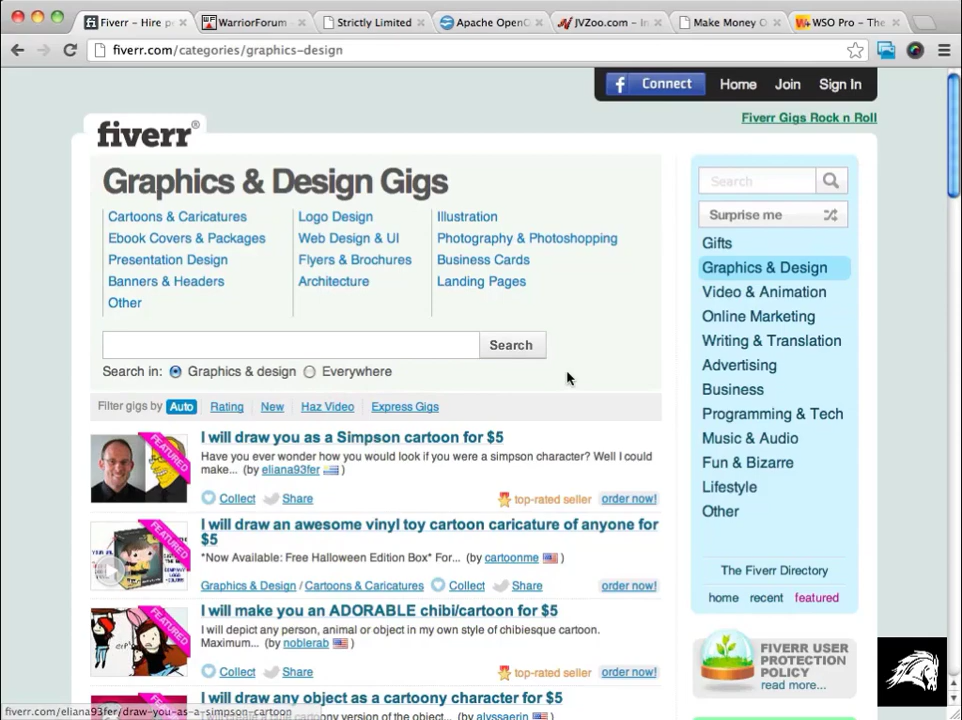 Fiverr - Hire p
WarriorForum
Strictly Limited
Apache OpenO
JVZoo.com - In
Make Money O
WSO Pro - The
fiverr.com/categories/graphics-design
f Connect Home Join Sign In
Fiverr Gigs Rock n Roll
fiverr®
Graphics & Design Gigs
Cartoons & Caricatures
Logo Design
Illustration
Ebook Covers & Packages
Web Design & UI
Photography & Photoshopping
Presentation Design
Flyers & Brochures
Business Cards
Banners & Headers
Architecture
Landing Pages
Other
Search
Search in: Graphics & design Everywhere
Filter gigs by Auto Rating New Haz Video Express Gigs
FEATURED
I will draw you as a Simpson cartoon for $5
Have you ever wonder how you would look if you were a simpson character? Well I could
make... (by eliana93fer )
Collect Share top-rated seller order now!
FEATURED
I will draw an awesome vinyl toy cartoon caricature of anyone for
$5
*Now Available: Free Halloween Edition Box* For... (by cartoonme )
Graphics & Design / Cartoons & Caricatures Collect Share order now!
FEATURED
I will make you an ADORABLE chibi/cartoon for $5
I will depict any person, animal or object in my own style of chibiesque cartoon.
Maximum... (by noblerab )
Collect Share top-rated seller order now!
I will draw any object as a cartoony character for $5
cartoony version of the object... (by alyssaerin )
Search
Surprise me
Gifts
Graphics & Design
Video & Animation
Online Marketing
Writing & Translation
Advertising
Business
Programming & Tech
Music & Audio
Fun & Bizarre
Lifestyle
Other
The Fiverr Directory
home recent featured
FIVERR USER
PROTECTION
POLICY
read more...
fiverr.com/eliana93fer/draw-you-as-a-simpson-cartoon